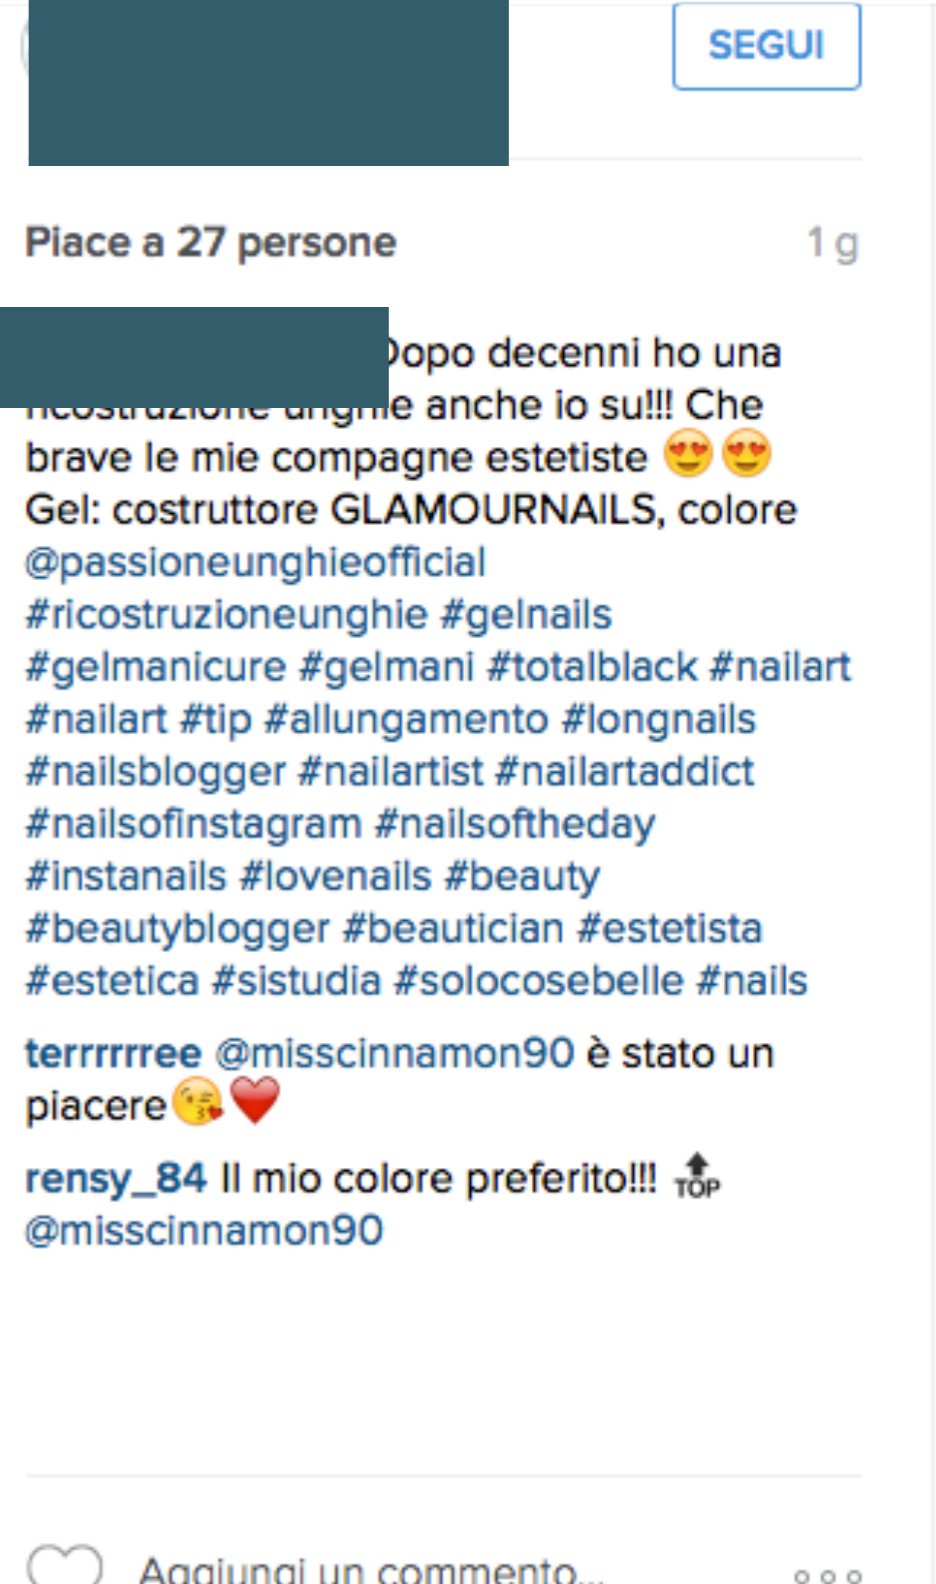 SEGUI
Piace a 27 persone 1 g
Dopo decenni ho una
ricostruzione unghie anche io su!!! Che
brave le mie compagne estetiste 😍😍
Gel: costruttore GLAMOURNAILS, colore
@passioneunghieofficial
#ricostruzioneunghie #gelnails
#gelmanicure #gelmani #totalblack #nailart
#nailart #tip #allungamento #longnails
#nailsblogger #nailartist #nailartaddict
#nailsofinstagram #nailsoftheday
#instanails #lovenails #beauty
#beautyblogger #beautician #estetista
#estetica #sistudia #solocosebelle #nails
terrrrrree @misscinnamon90 è stato un
piacere😘❤️
rensy_84 Il mio colore preferito!!! 🔝
@misscinnamon90
Aggiungi un commento...